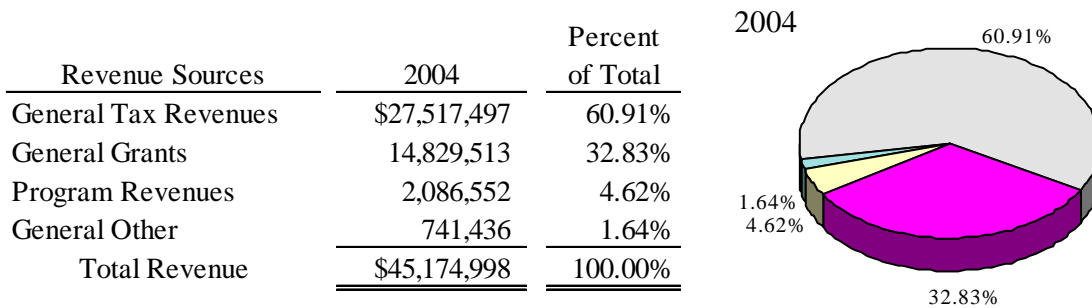 Percent
Revenue Sources 2004 of Total
General Tax Revenues $27,517,497 60.91%
General Grants 14,829,513 32.83%
Program Revenues 2,086,552 4.62%
General Other 741,436 1.64%
Total Revenue $45,174,998 100.00%
2004
60.91%
1.64%
4.62%
32.83%